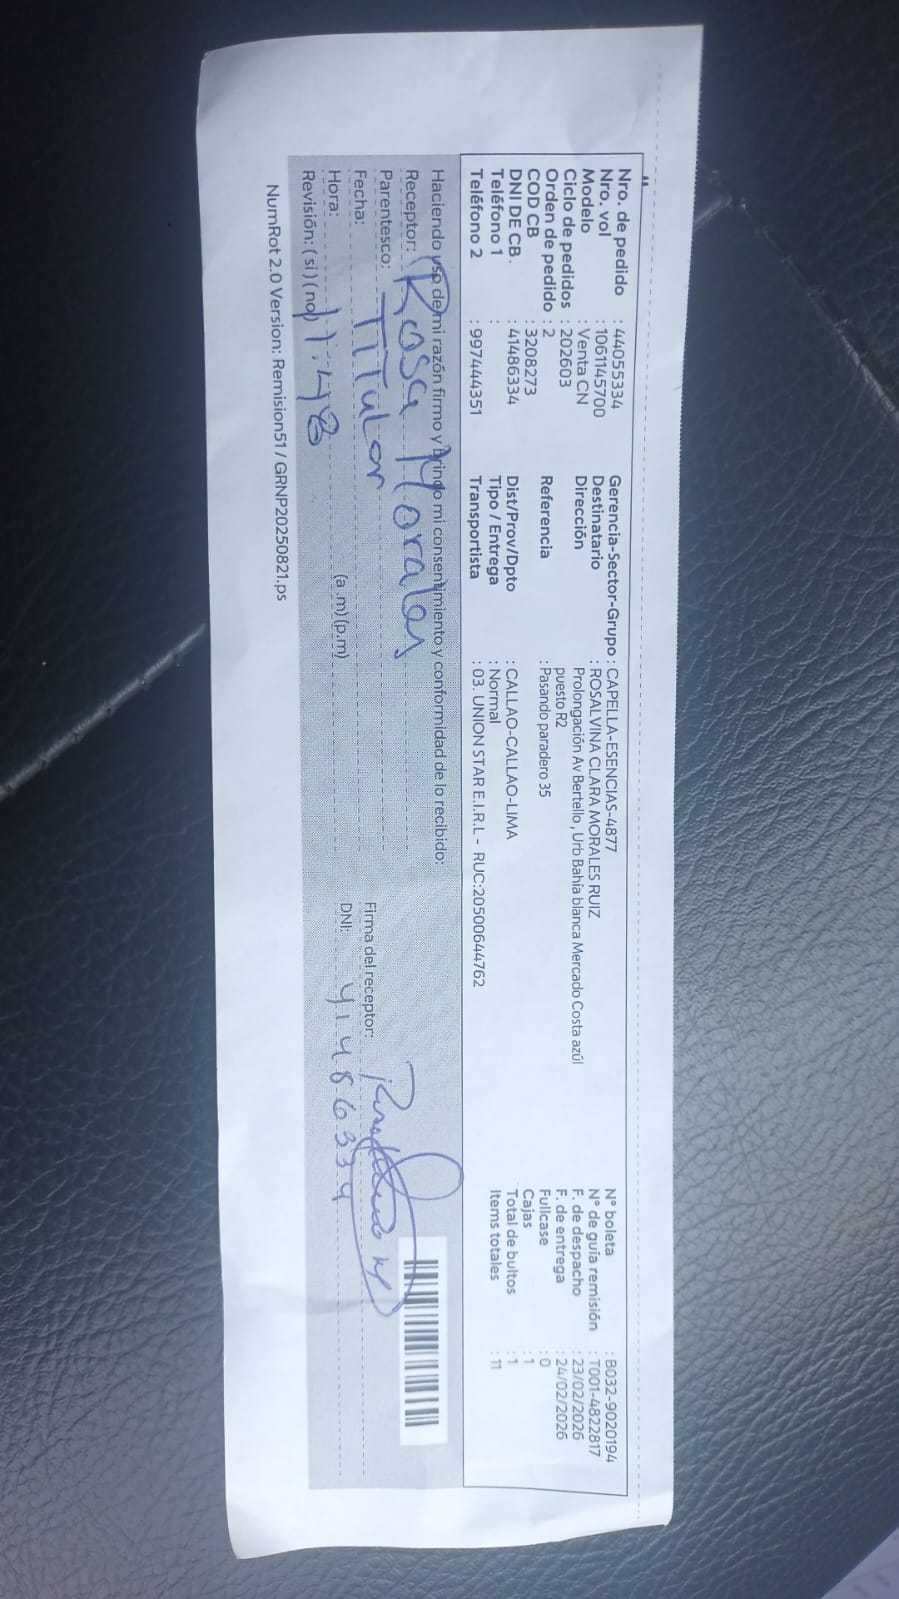 Nro. de pedido : 44055334
Nro. vol : 1061145700
Modelo : Venta CN
Ciclo de pedidos : 202603
Orden de pedido : 2
COD CB : 3208273
DNI DE CB : 41486334
Teléfono 1 :
Teléfono 2 : 997444351
Gerencia-Sector-Grupo : CAPELLA-ESENCIAS-4877
Destinatario : ROSALVINA CLARA MORALES RUIZ
Dirección Prolongación Av Bertello , Urb Bahía blanca Mercado Costa azúl
puesto R2
Referencia : Pasando paradero 35
Dist/Prov/Dpto : CALLAO-CALLAO-LIMA
Tipo / Entrega : Normal
Transportista : 03. UNION STAR E.I.R.L - RUC:20500644762
N° boleta : B032-9020194
N° de guía remisión : T001-4822817
F. de despacho : 23/02/2026
F. de entrega : 24/02/2026
Fullcase : 0
Cajas : 1
Total de bultos : 1
Items totales : 11
Haciendo uso de mi razón firmo y brindo mi consentimiento y conformidad de lo recibido:
Receptor: Rosa Morales
Parentesco: TiTular
Fecha:
Hora: 1:48 (a .m) (p.m)
Revisión: ( si ) ( no )
Firma del receptor:
DNI: 41486334
NumRot 2.0 Version: Remision51 / GRNP20250821.ps